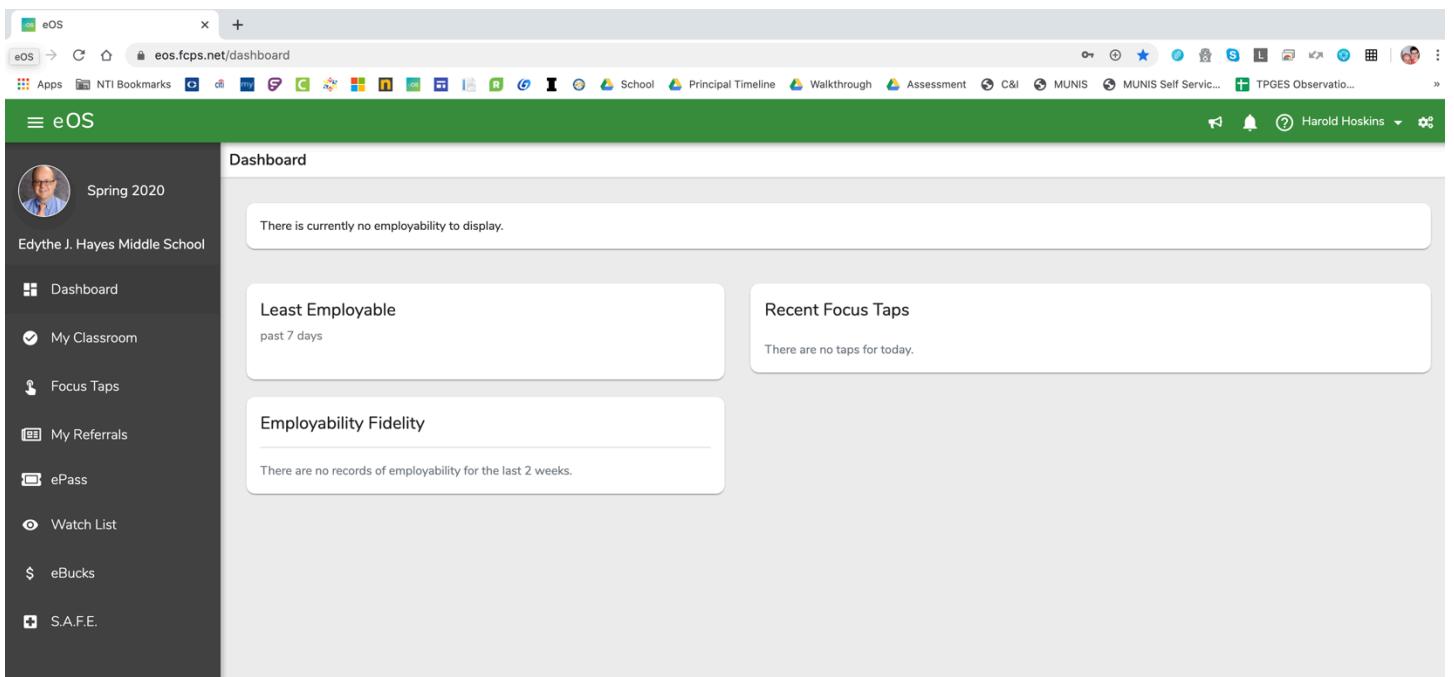 eOS
eOS
eos.fcps.net/dashboard
Apps NTI Bookmarks citi my School Principal Timeline Walkthrough Assessment C&I MUNIS MUNIS Self Servic... TPGES Observatio... »
eOS Harold Hoskins
Spring 2020
Edythe J. Hayes Middle School
Dashboard
My Classroom
Focus Taps
My Referrals
ePass
Watch List
$ eBucks
S.A.F.E.
Dashboard
There is currently no employability to display.
Least Employable
past 7 days
Recent Focus Taps
There are no taps for today.
Employability Fidelity
There are no records of employability for the last 2 weeks.